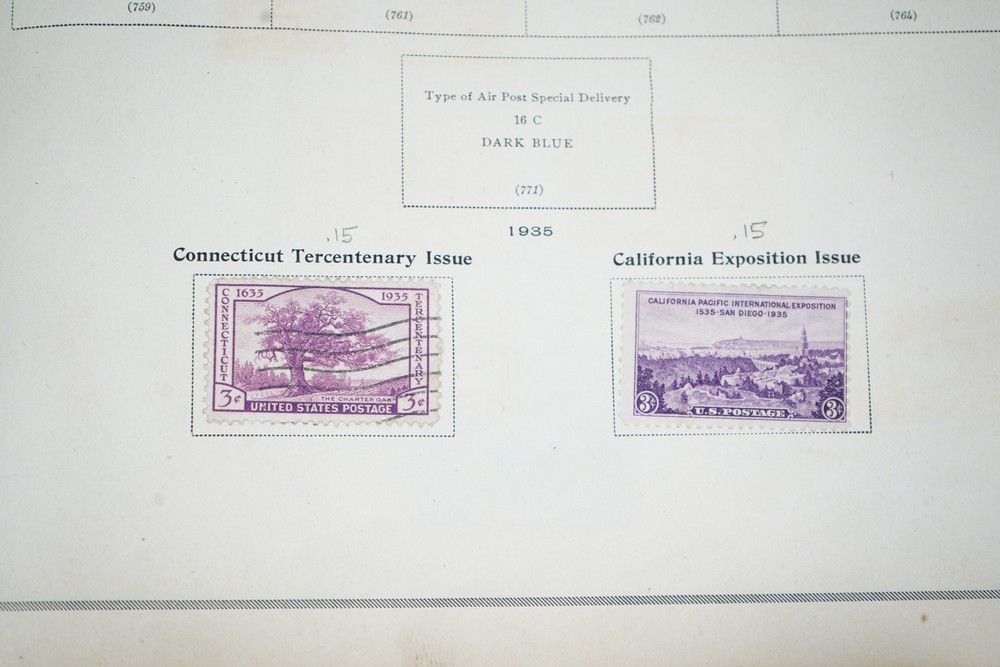 (759)
(761)
(762)
(764)
Type of Air Post Special Delivery
16 C
DARK BLUE
(771)
1935
.15
Connecticut Tercentenary Issue
CONNECTICUT
1635
1935
TERCENTENARY
THE CHARTER OAK
3¢
3¢
UNITED STATES POSTAGE
.15
California Exposition Issue
CALIFORNIA PACIFIC INTERNATIONAL EXPOSITION
1535·SAN DIEGO·1935
3¢
U.S. POSTAGE
3¢